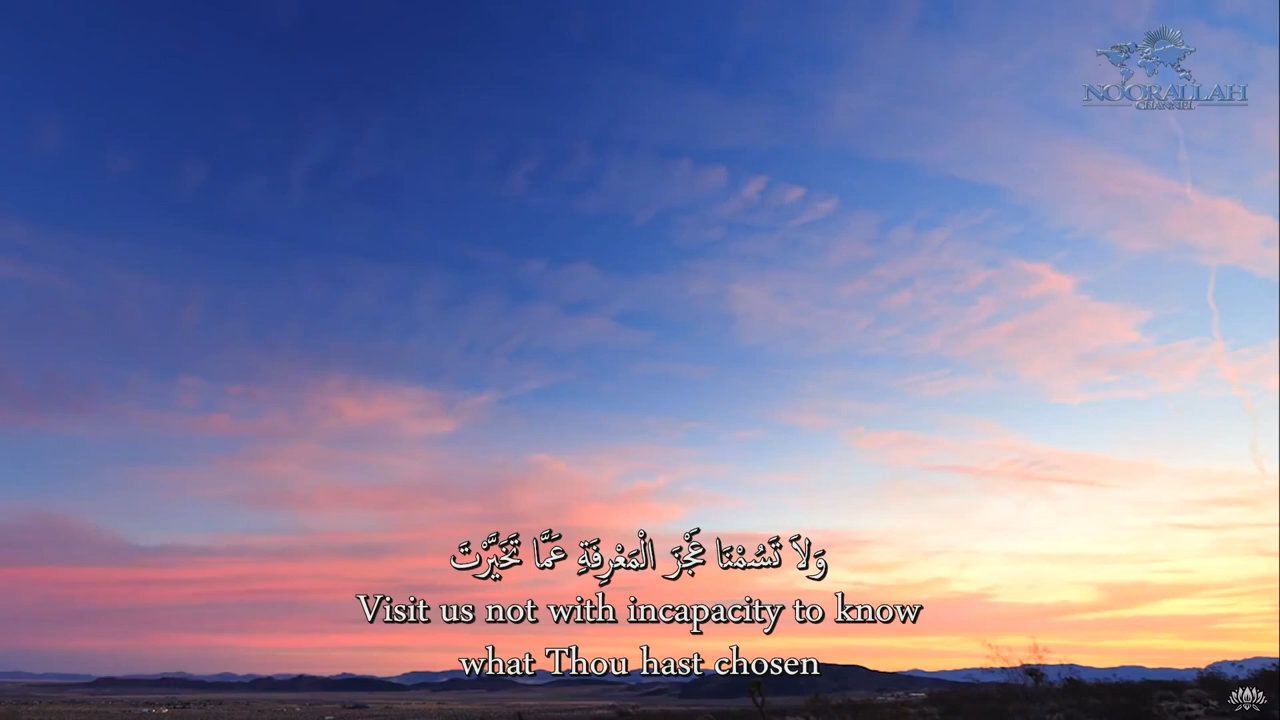 NOORALLAH
CHANNEL
وَلاَ تَسُمْنَا عَجْزَ الْمَعْرِفَةِ عَمَّا تَخَيَّرْتَ
Visit us not with incapacity to know
what Thou hast chosen